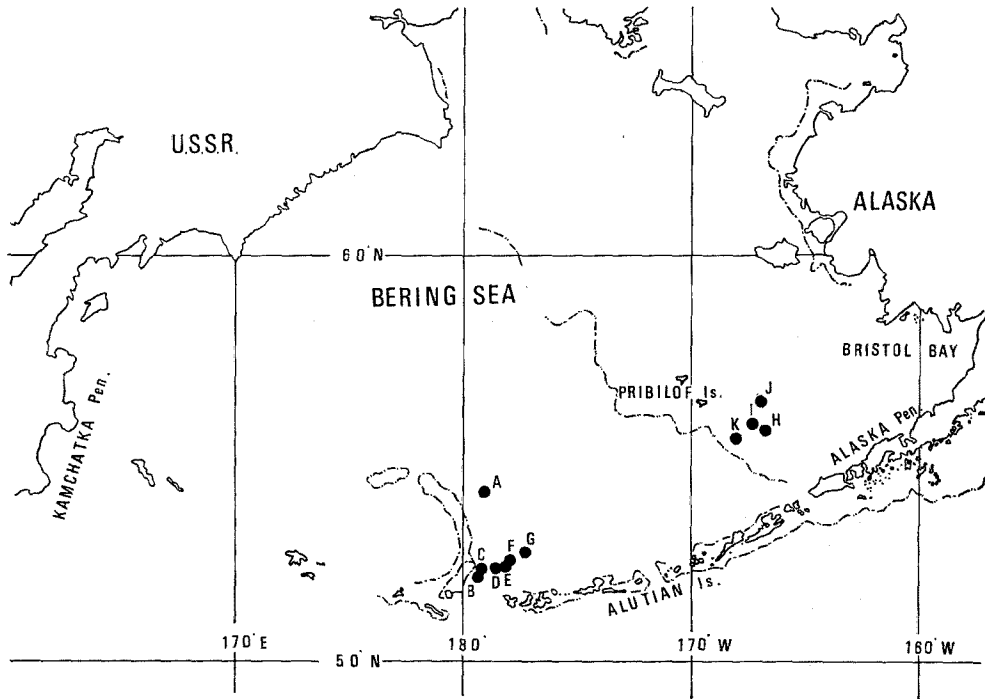 U.S.S.R.
ALASKA
60°N
BERING SEA
BRISTOL BAY
PRIBILOF Is.
J
I
H
K
KAMCHATKA Pen.
ALASKA Pen.
A
G
F
C
D E
B
ALUTIAN Is.
170°E
180°
170°W
160°W
50°N